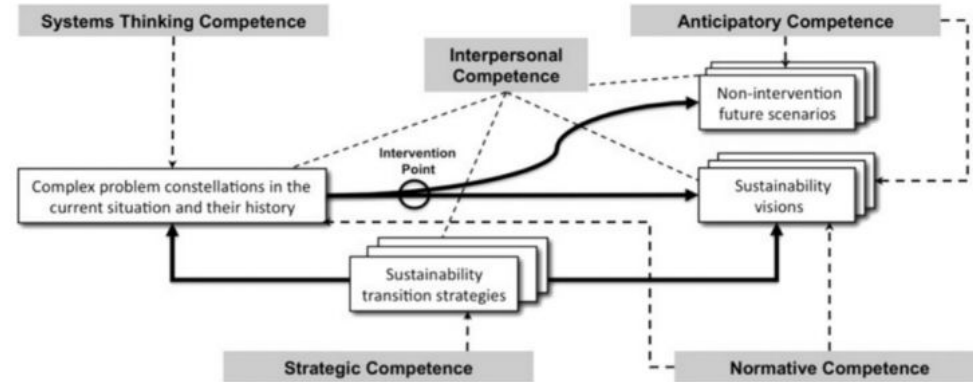 Systems Thinking Competence
Anticipatory Competence
Interpersonal
Competence
Non-intervention
future scenarios
Intervention
Point
Complex problem constellations in the
current situation and their history
Sustainability
visions
Sustainability
transition strategies
Strategic Competence
Normative Competence